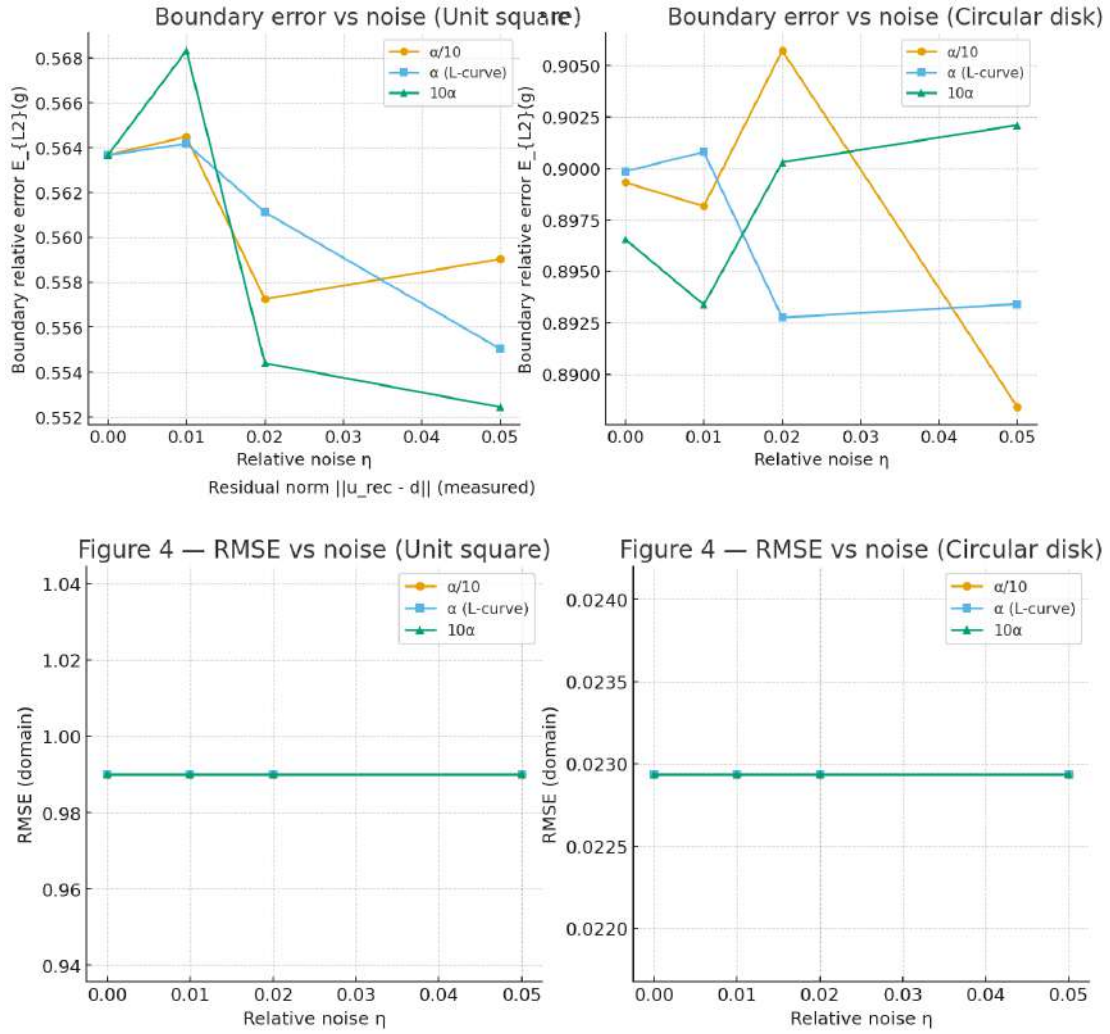 Boundary error vs noise (Unit square)
Boundary error vs noise (Circular disk)
Boundary relative error E_{L2}(g)
0.568
0.566
0.564
0.562
0.560
0.558
0.556
0.554
0.552
α/10
α (L-curve)
10α
0.00 0.01 0.02 0.03 0.04 0.05
Relative noise η
Residual norm ||u_rec - d|| (measured)
Boundary relative error E_{L2}(g)
0.9050
0.9025
0.9000
0.8975
0.8950
0.8925
0.8900
α/10
α (L-curve)
10α
0.00 0.01 0.02 0.03 0.04 0.05
Relative noise η
Figure 4 — RMSE vs noise (Unit square)
RMSE (domain)
1.04
1.02
1.00
0.98
0.96
0.94
α/10
α (L-curve)
10α
0.00 0.01 0.02 0.03 0.04 0.05
Relative noise η
Figure 4 — RMSE vs noise (Circular disk)
RMSE (domain)
0.0240
0.0235
0.0230
0.0225
0.0220
α/10
α (L-curve)
10α
0.00 0.01 0.02 0.03 0.04 0.05
Relative noise η